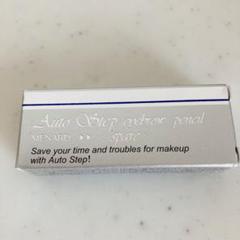 Auto Step eyebrow pencil
MENARD spare
Save your time and troubles for makeup
with Auto Step!